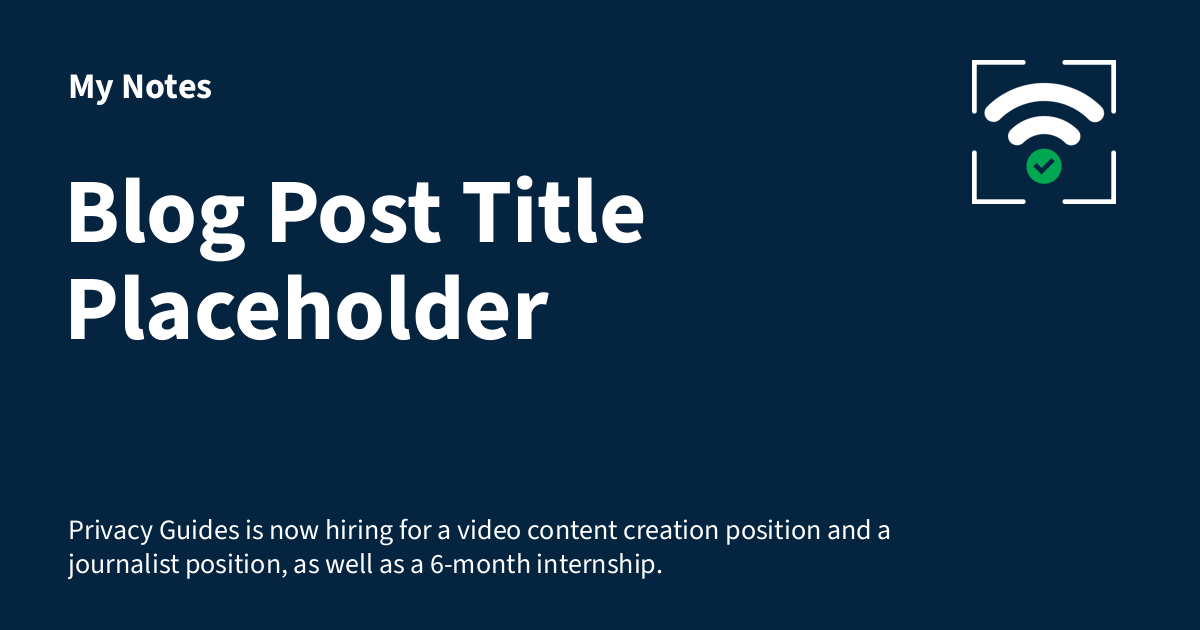 My Notes
Blog Post Title
Placeholder
Privacy Guides is now hiring for a video content creation position and a
journalist position, as well as a 6-month internship.